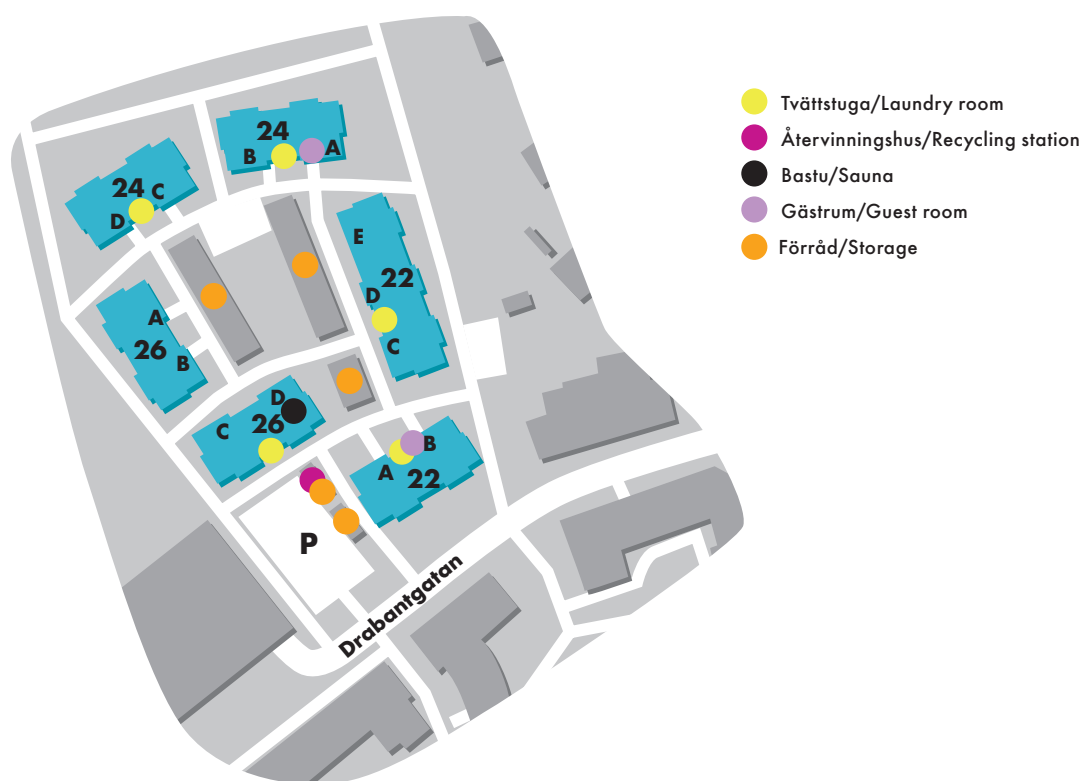 Tvättstuga/Laundry room
Återvinningshus/Recycling station
Bastu/Sauna
Gästrum/Guest room
Förråd/Storage
24
B
A
24
C
D
E
22
D
C
A
26
B
D
C
26
B
A
22
P
Drabantgatan